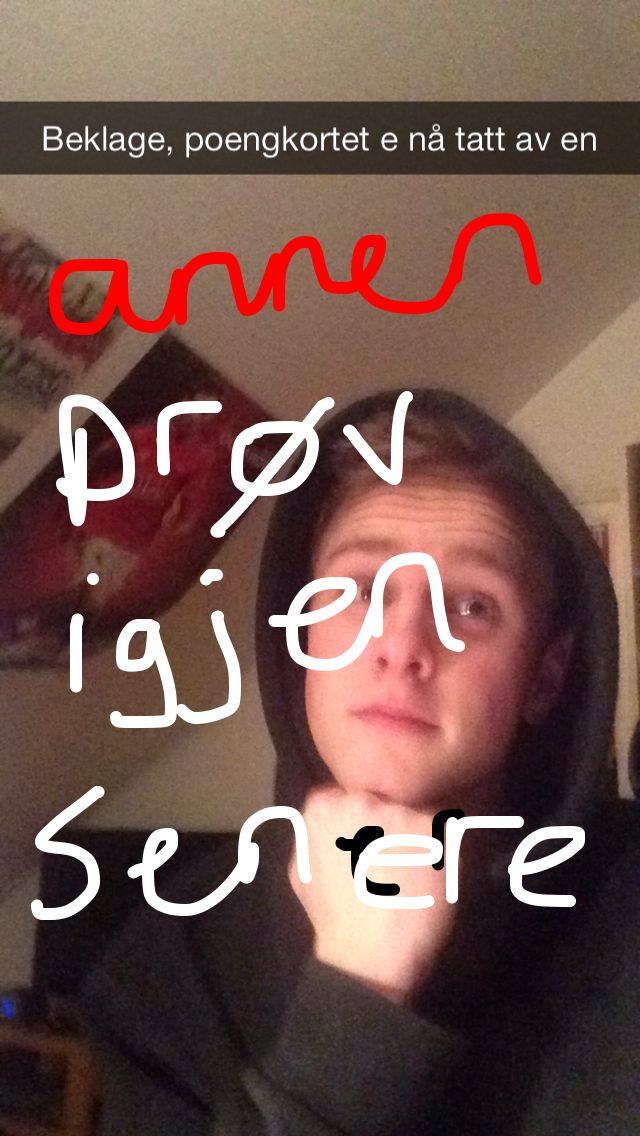 Beklage, poengkortet e nå tatt av en
annen
prøv
igjen
senere